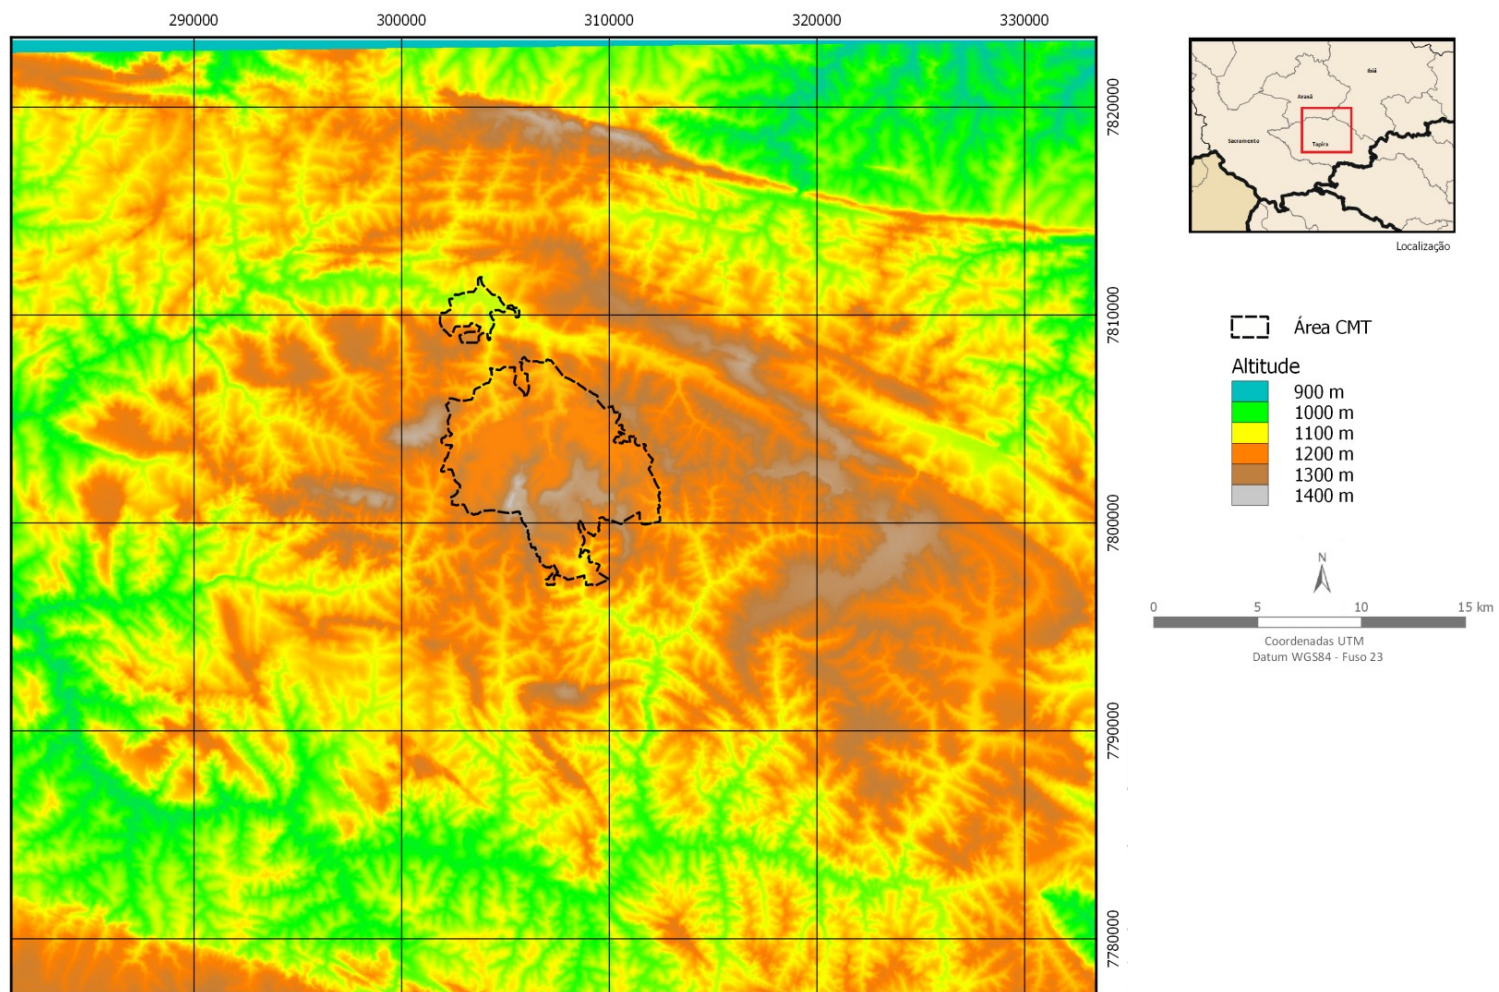 290000
300000
310000
320000
330000
7820000
7810000
7800000
7790000
7780000
Ibiá
Araxá
Sacramento
Tapira
Localização
Área CMT
Altitude
900 m
1000 m
1100 m
1200 m
1300 m
1400 m
N
0 5 10 15 km
Coordenadas UTM
Datum WGS84 - Fuso 23